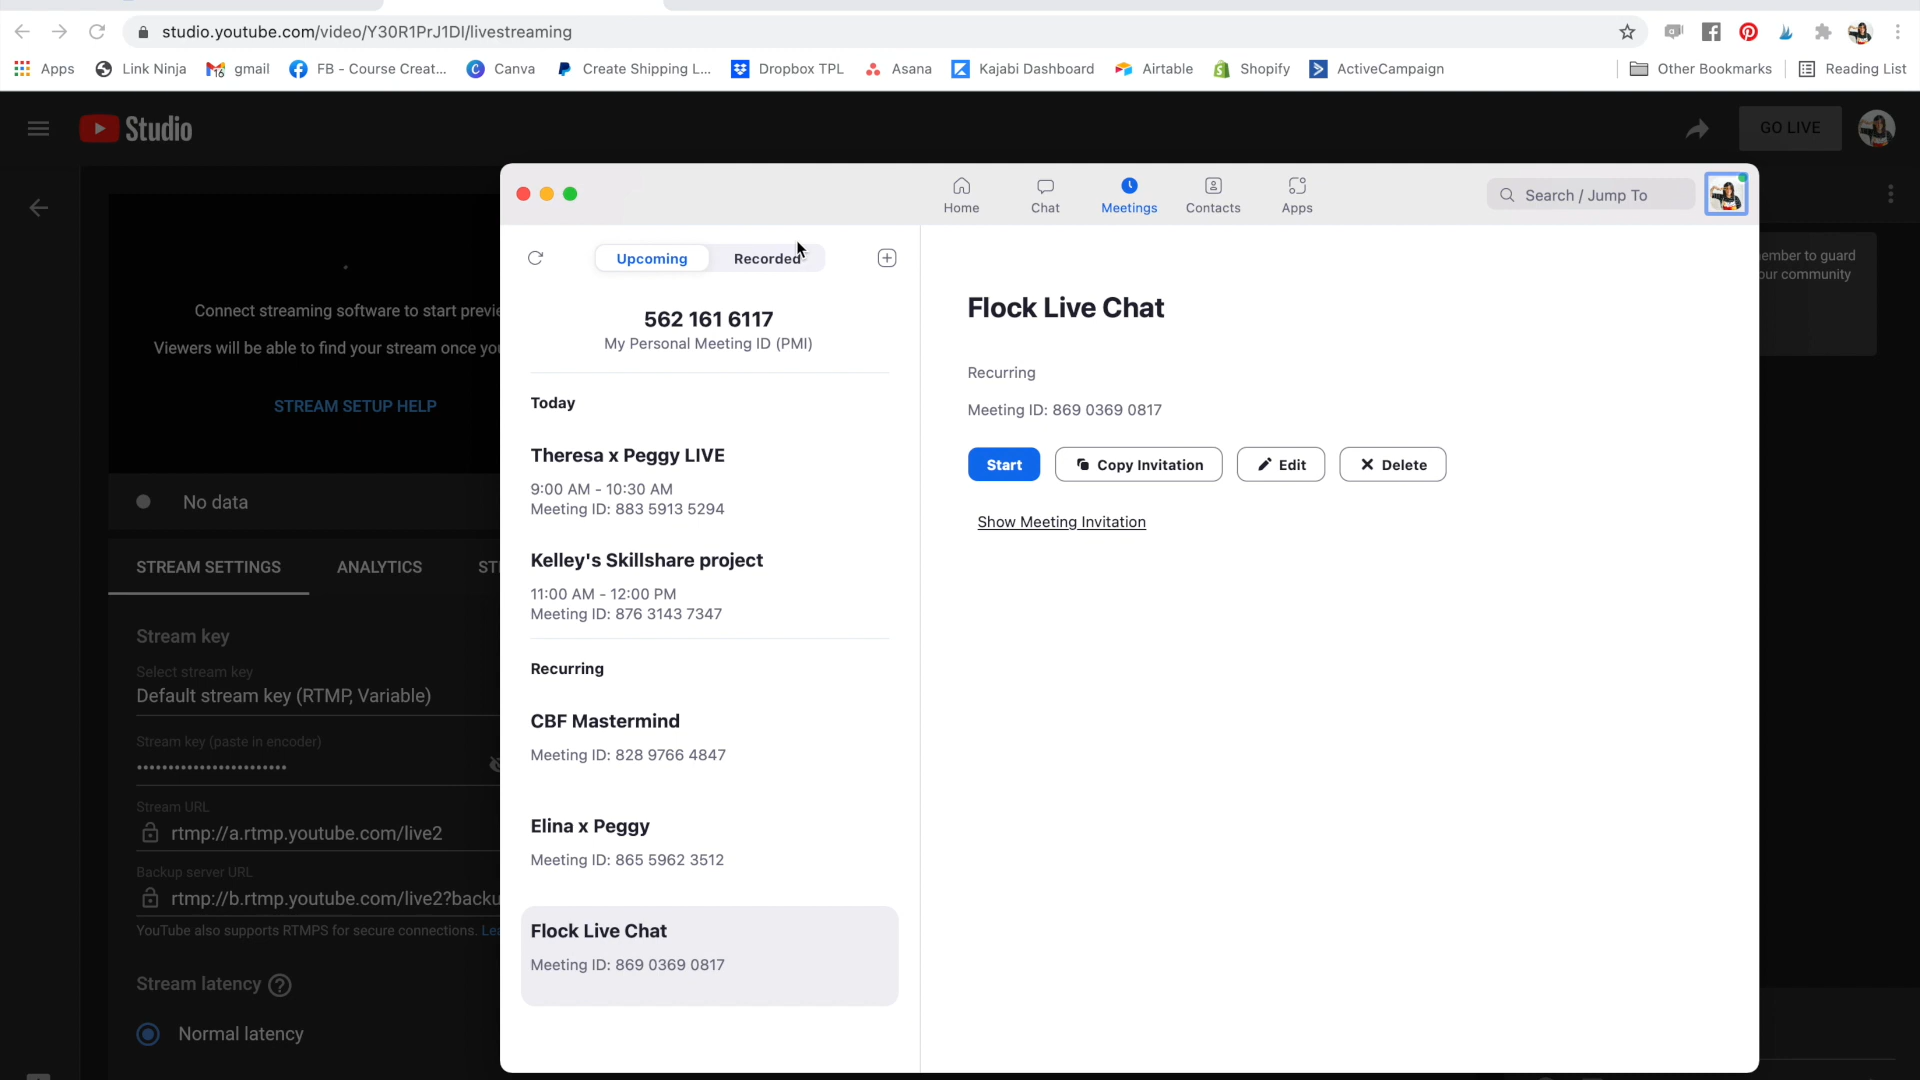 studio.youtube.com/video/Y30R1PrJ1DI/livestreaming
Apps
Link Ninja
gmail
FB - Course Creat...
Canva
Create Shipping L...
Dropbox TPL
Asana
Kajabi Dashboard
Airtable
Shopify
ActiveCampaign
Other Bookmarks
Reading List
Studio
GO LIVE
Home
Chat
Meetings
Contacts
Apps
Search / Jump To
Upcoming
Recorded
562 161 6117
My Personal Meeting ID (PMI)
Today
Theresa x Peggy LIVE
9:00 AM - 10:30 AM
Meeting ID: 883 5913 5294
Kelley's Skillshare project
11:00 AM - 12:00 PM
Meeting ID: 876 3143 7347
Recurring
CBF Mastermind
Meeting ID: 828 9766 4847
Elina x Peggy
Meeting ID: 865 5962 3512
Flock Live Chat
Meeting ID: 869 0369 0817
Flock Live Chat
Recurring
Meeting ID: 869 0369 0817
Start
Copy Invitation
Edit
Delete
Show Meeting Invitation
Connect streaming software to start previe
Viewers will be able to find your stream once you
STREAM SETUP HELP
No data
STREAM SETTINGS
ANALYTICS
ST
Stream key
Select stream key
Default stream key (RTMP, Variable)
Stream key (paste in encoder)
••••••••••••••••••••••••
Stream URL
rtmp://a.rtmp.youtube.com/live2
Backup server URL
rtmp://b.rtmp.youtube.com/live2?backu
YouTube also supports RTMPS for secure connections. Lea
Stream latency
Normal latency
ember to guard
our community